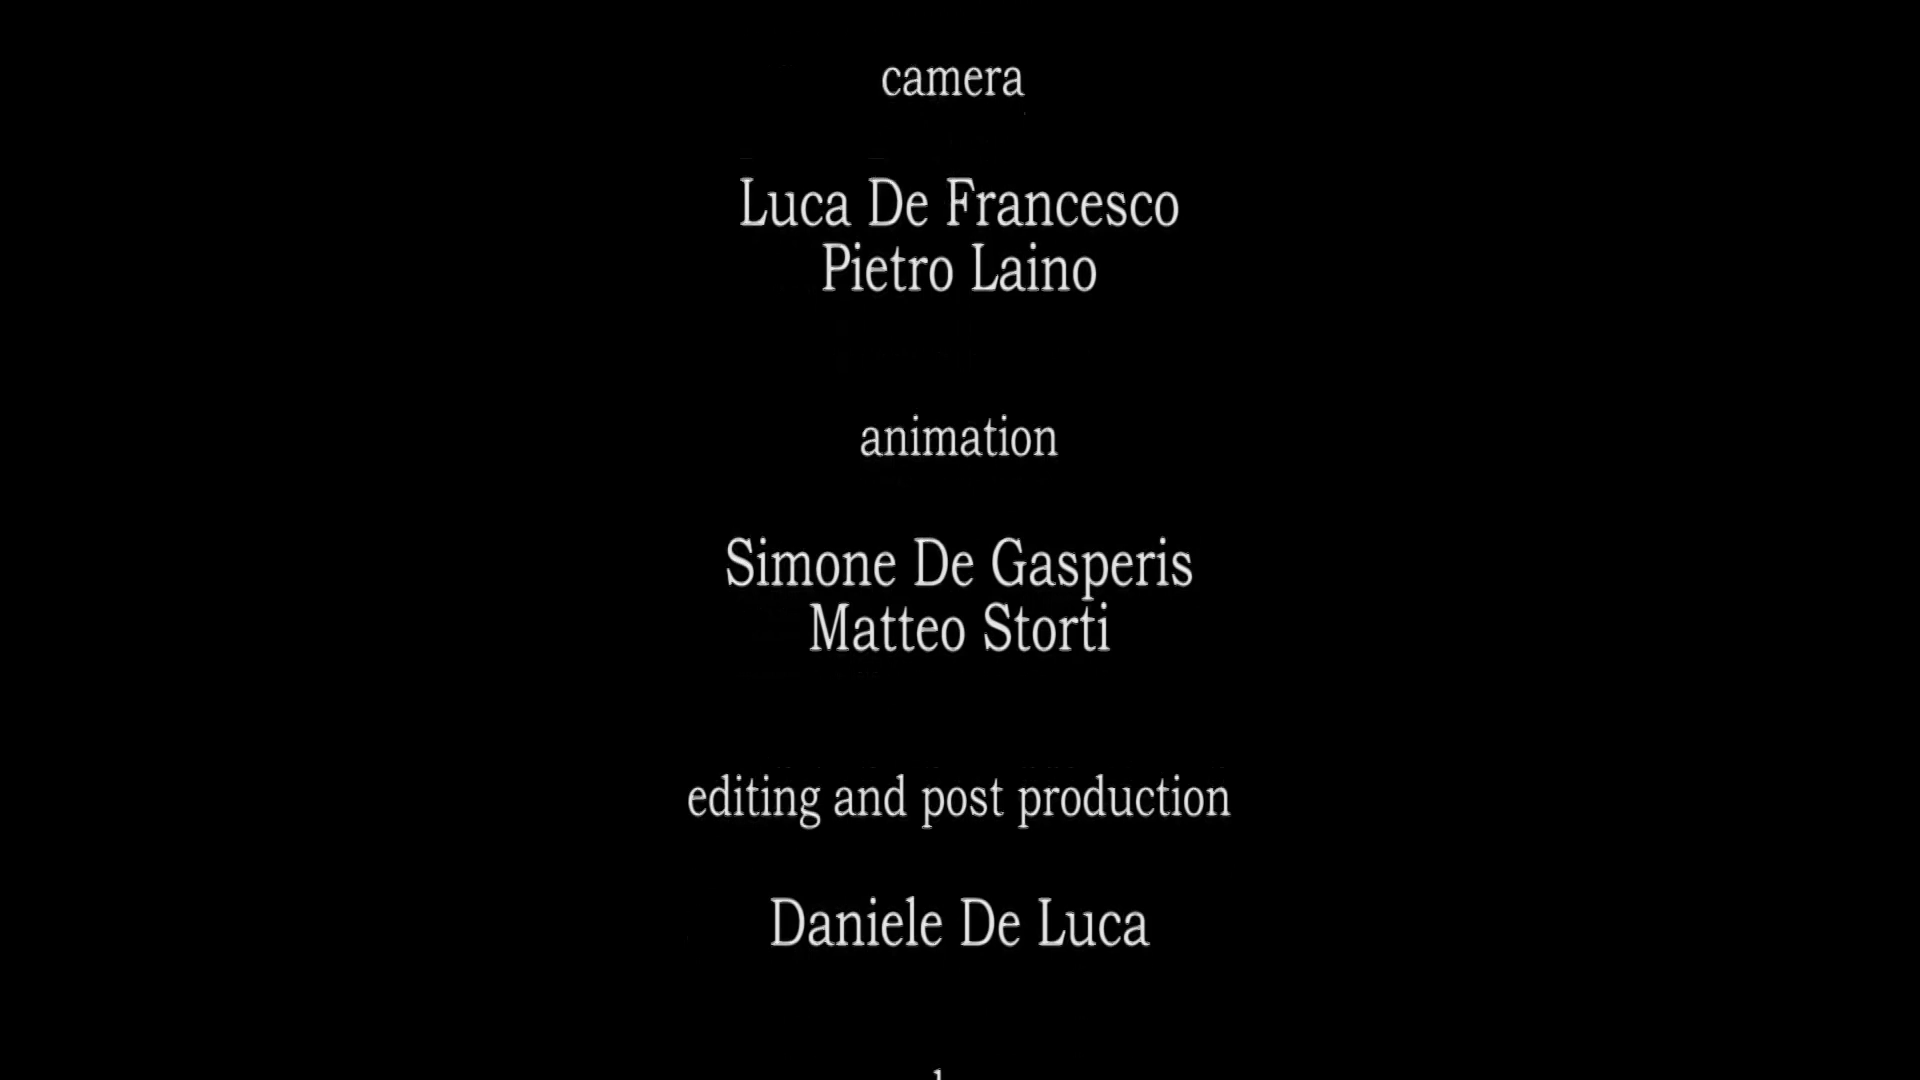 camera
Luca De Francesco
Pietro Laino
animation
Simone De Gasperis
Matteo Storti
editing and post production
Daniele De Luca